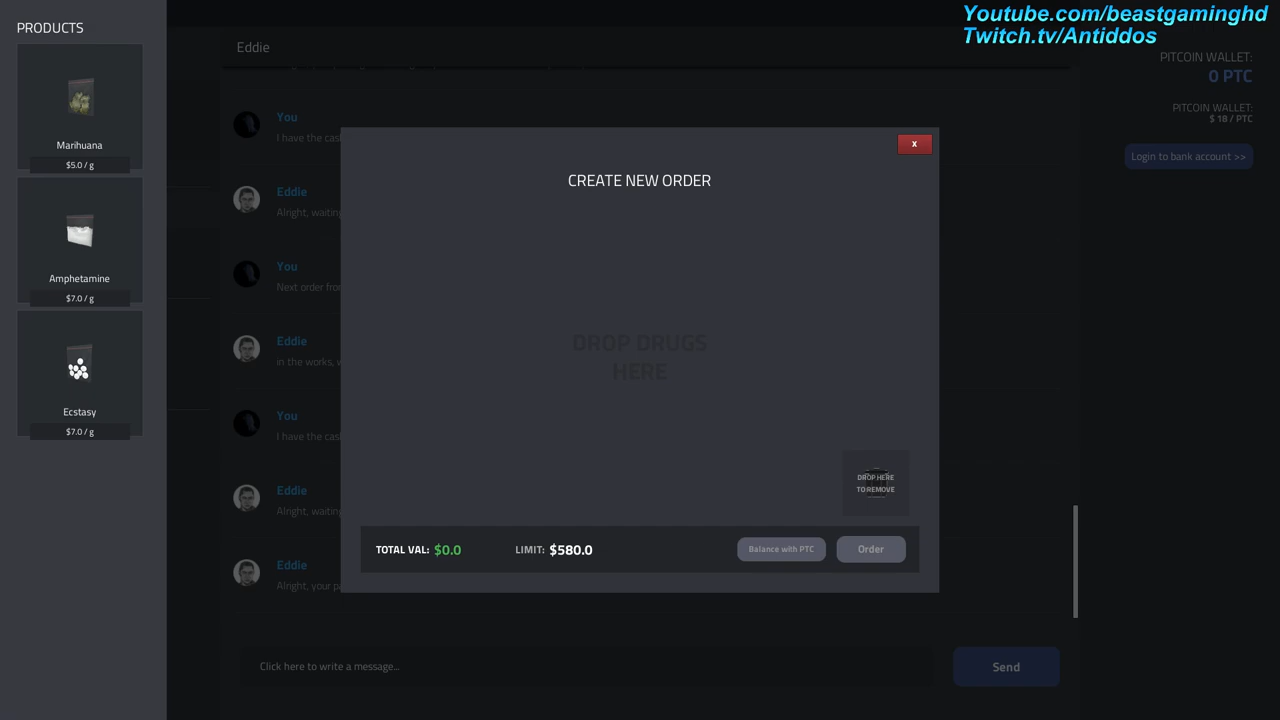 PRODUCTS
Marihuana
$5.0 / g
Amphetamine
$7.0 / g
Ecstasy
$7.0 / g
Eddie
You
I have the cas
Eddie
Alright, waiting
You
Next order fro
Eddie
in the works, w
You
I have the cas
Eddie
Alright, waiting
Eddie
Alright, your p
Click here to write a message...
Send
CREATE NEW ORDER
x
DROP DRUGS
HERE
DROP HERE
TO REMOVE
TOTAL VAL: $0.0
LIMIT: $580.0
Balance with PTC
Order
Youtube.com/beastgaminghd
Twitch.tv/Antiddos
PITCOIN WALLET:
0 PTC
PITCOIN WALLET:
$ 18 / PTC
Login to bank account >>